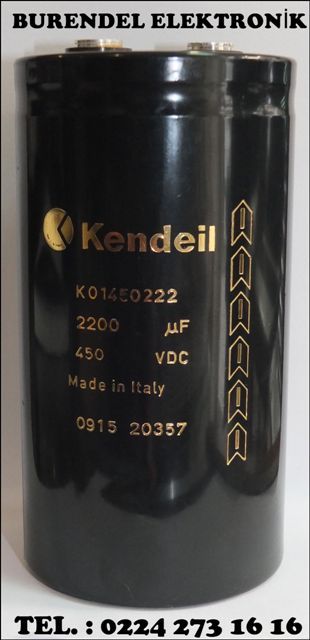 BURENDEL ELEKTRONİK
Kendeil
K01450222
2200 µF
450 VDC
Made in Italy
0915 20357
TEL. : 0224 273 16 16